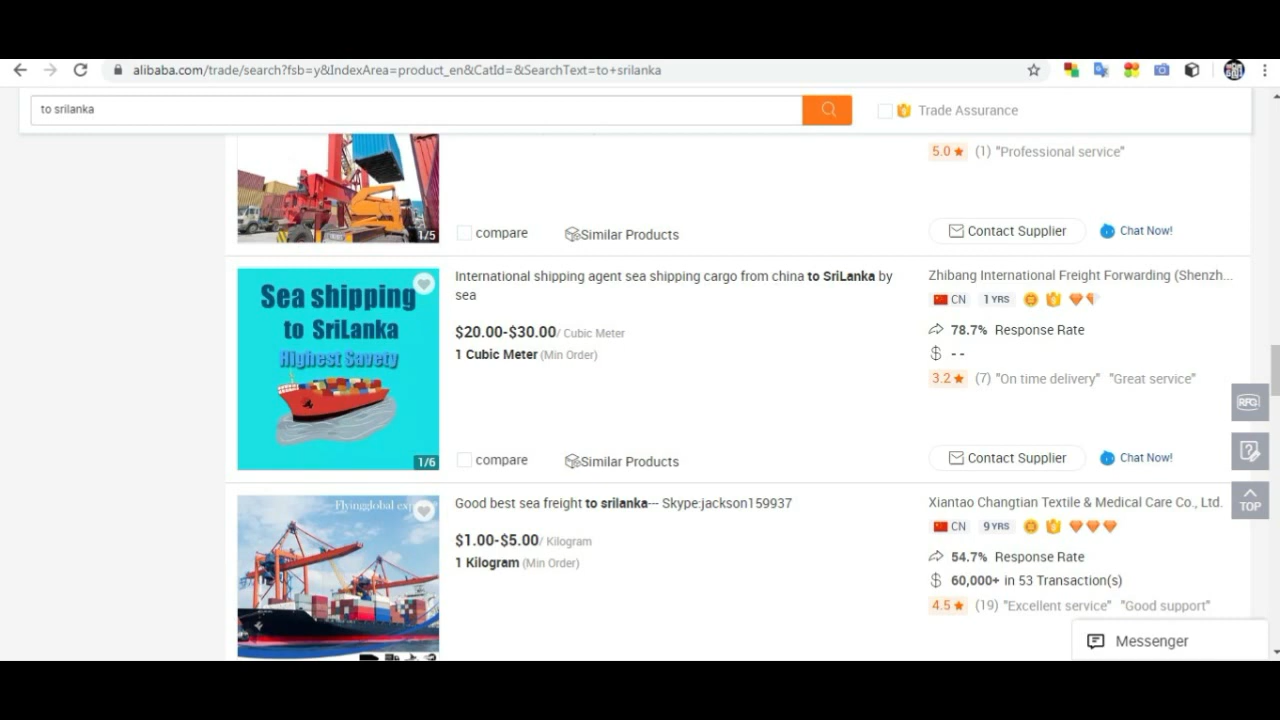 alibaba.com/trade/search?fsb=y&IndexArea=product_en&CatId=&SearchText=to+srilanka
to srilanka
Trade Assurance
5.0 (1) "Professional service"
1/5
compare
Similar Products
Contact Supplier
Chat Now!
Sea shipping
to SriLanka
Highest Savety
1/6
International shipping agent sea shipping cargo from china to SriLanka by
sea
$20.00-$30.00/ Cubic Meter
1 Cubic Meter (Min Order)
compare
Similar Products
Zhibang International Freight Forwarding (Shenzh...
CN 1 YRS
78.7% Response Rate
$ - -
3.2 (7) "On time delivery" "Great service"
Contact Supplier
Chat Now!
RFQ
TOP
Flyingglobal exp
Good best sea freight to srilanka--- Skype:jackson159937
$1.00-$5.00/ Kilogram
1 Kilogram (Min Order)
Xiantao Changtian Textile & Medical Care Co., Ltd.
CN 9 YRS
54.7% Response Rate
$ 60,000+ in 53 Transaction(s)
4.5 (19) "Excellent service" "Good support"
Messenger